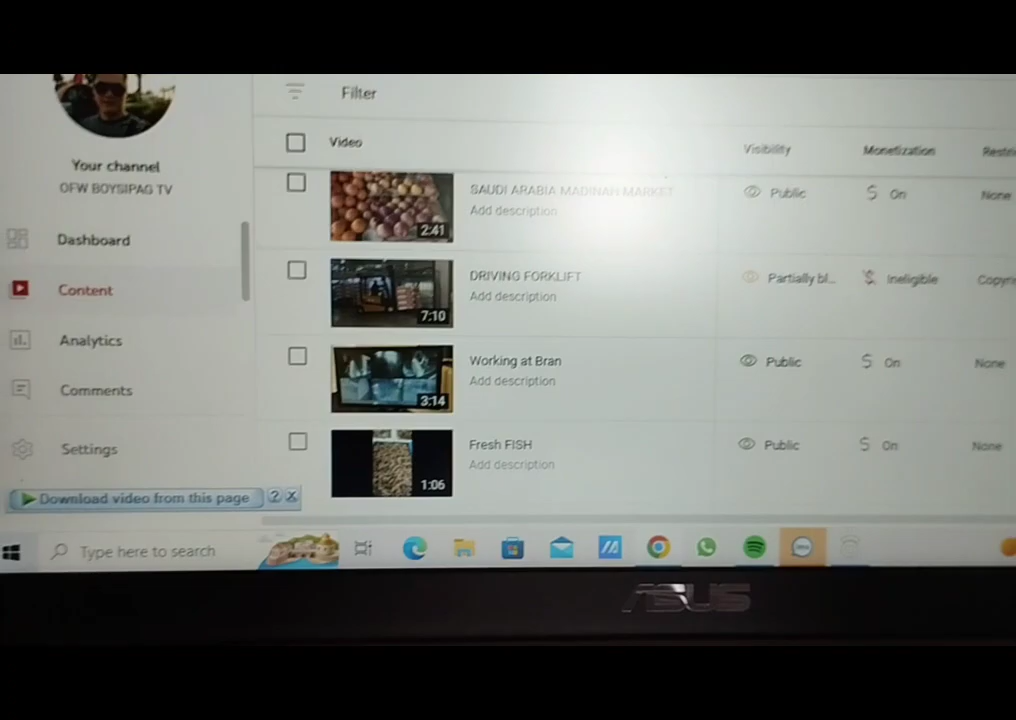 Filter
Video
Visibility
Monetization
Your channel
OFW BOYSIPAG TV
SAUDI ARABIA MADINAH MARKET
Add description
2:41
Public
On
None
Dashboard
DRIVING FORKLIFT
Add description
7:10
Partially bl...
Ineligible
Content
Analytics
Working at Bran
Add description
3:14
Public
On
None
Comments
Settings
Fresh FISH
Add description
1:06
Public
On
None
Download video from this page
? X
Type here to search
ASUS